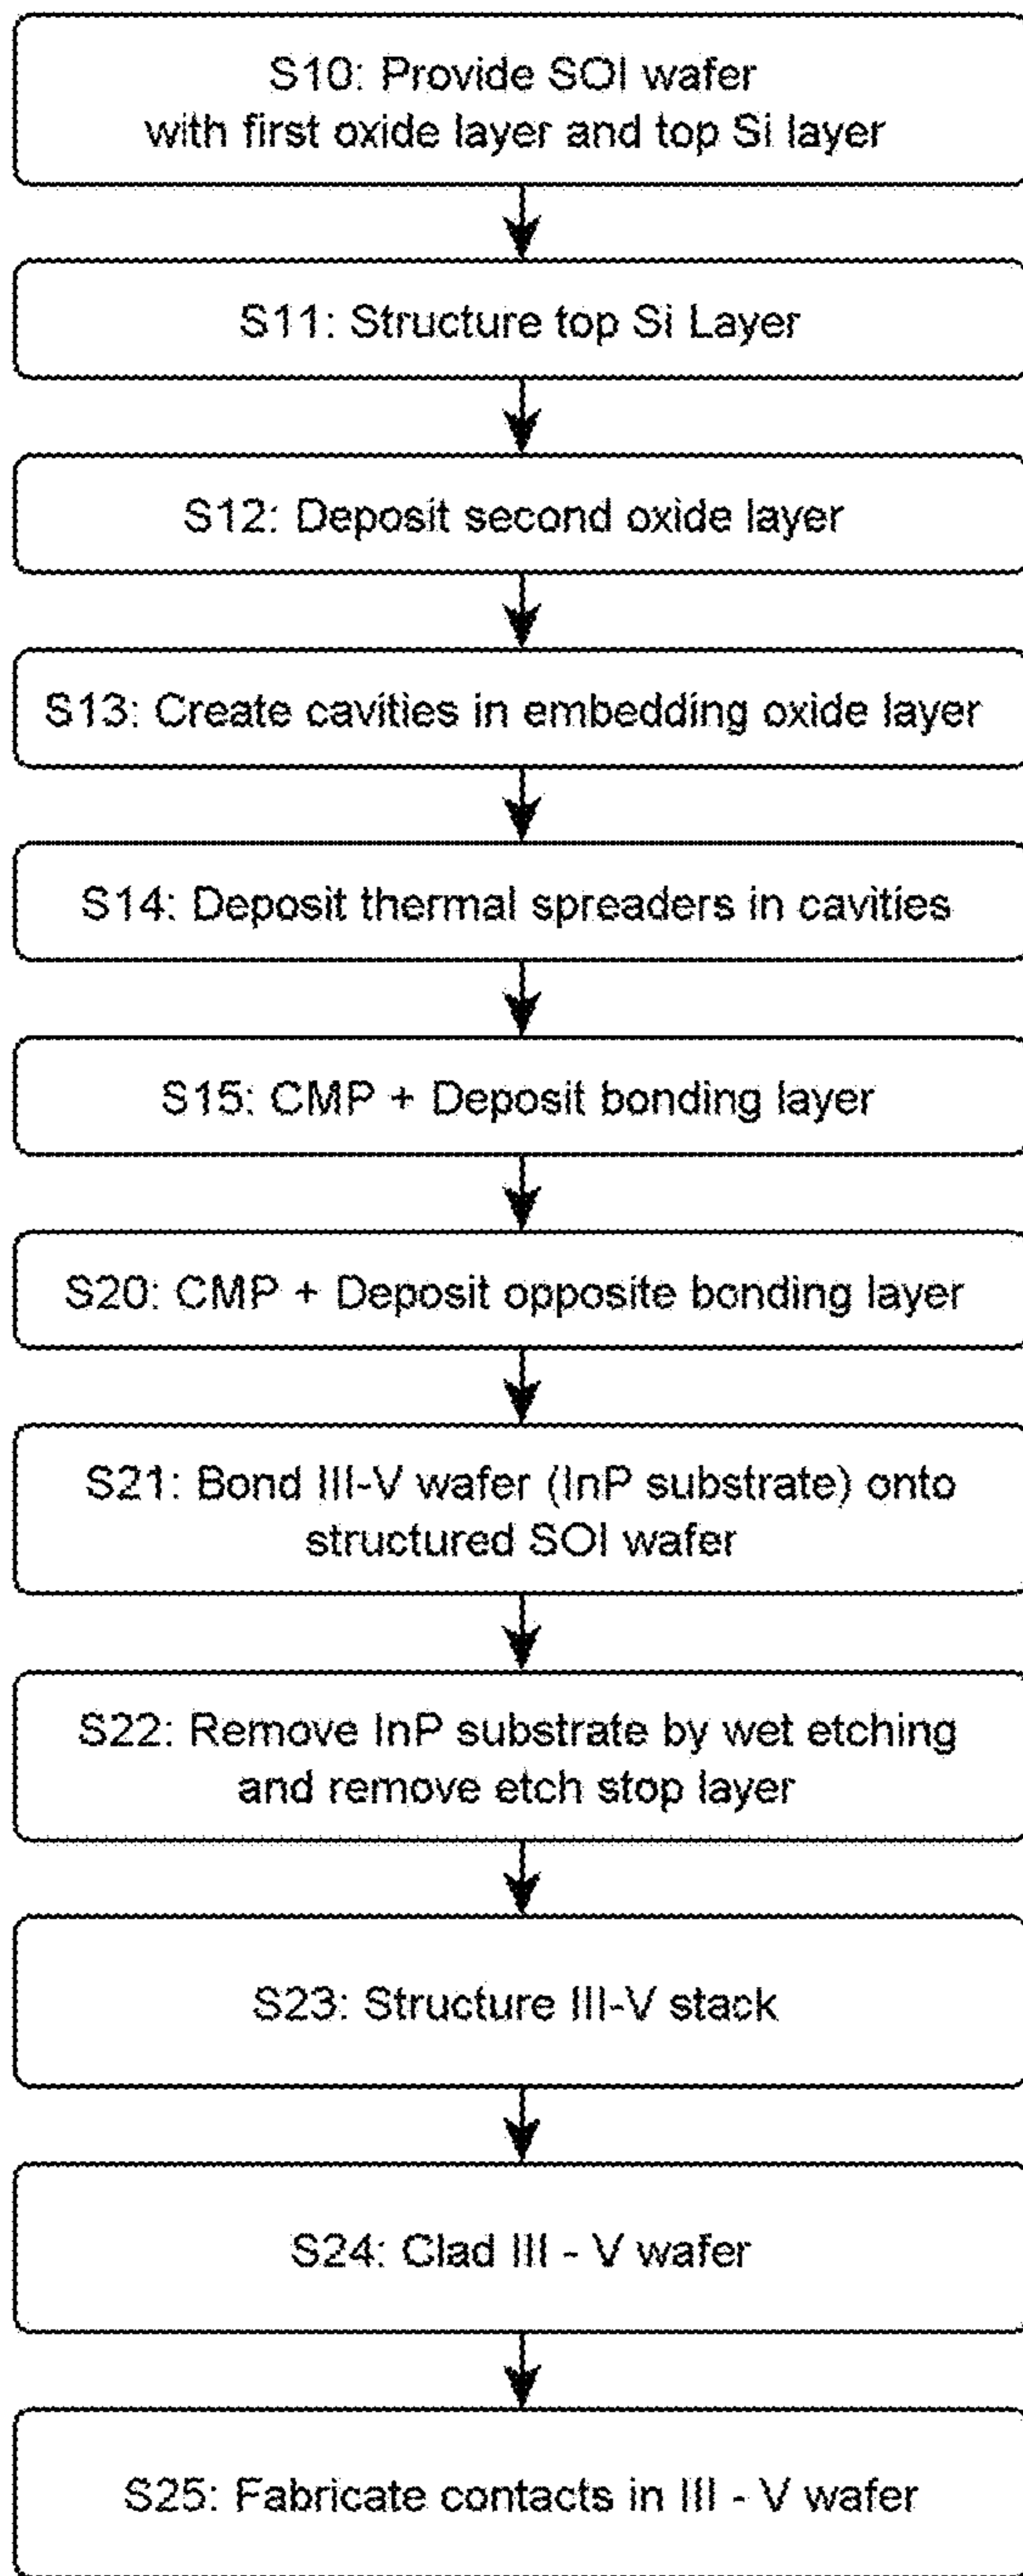 S10: Provide SOI wafer
with first oxide layer and top Si layer
S11: Structure top Si Layer
S12: Deposit second oxide layer
S13: Create cavities in embedding oxide layer
S14: Deposit thermal spreaders in cavities
S15: CMP + Deposit bonding layer
S20: CMP + Deposit opposite bonding layer
S21: Bond III-V wafer (InP substrate) onto
structured SOI wafer
S22: Remove InP substrate by wet etching
and remove etch stop layer
S23: Structure III-V stack
S24: Clad III - V wafer
S25: Fabricate contacts in III - V wafer